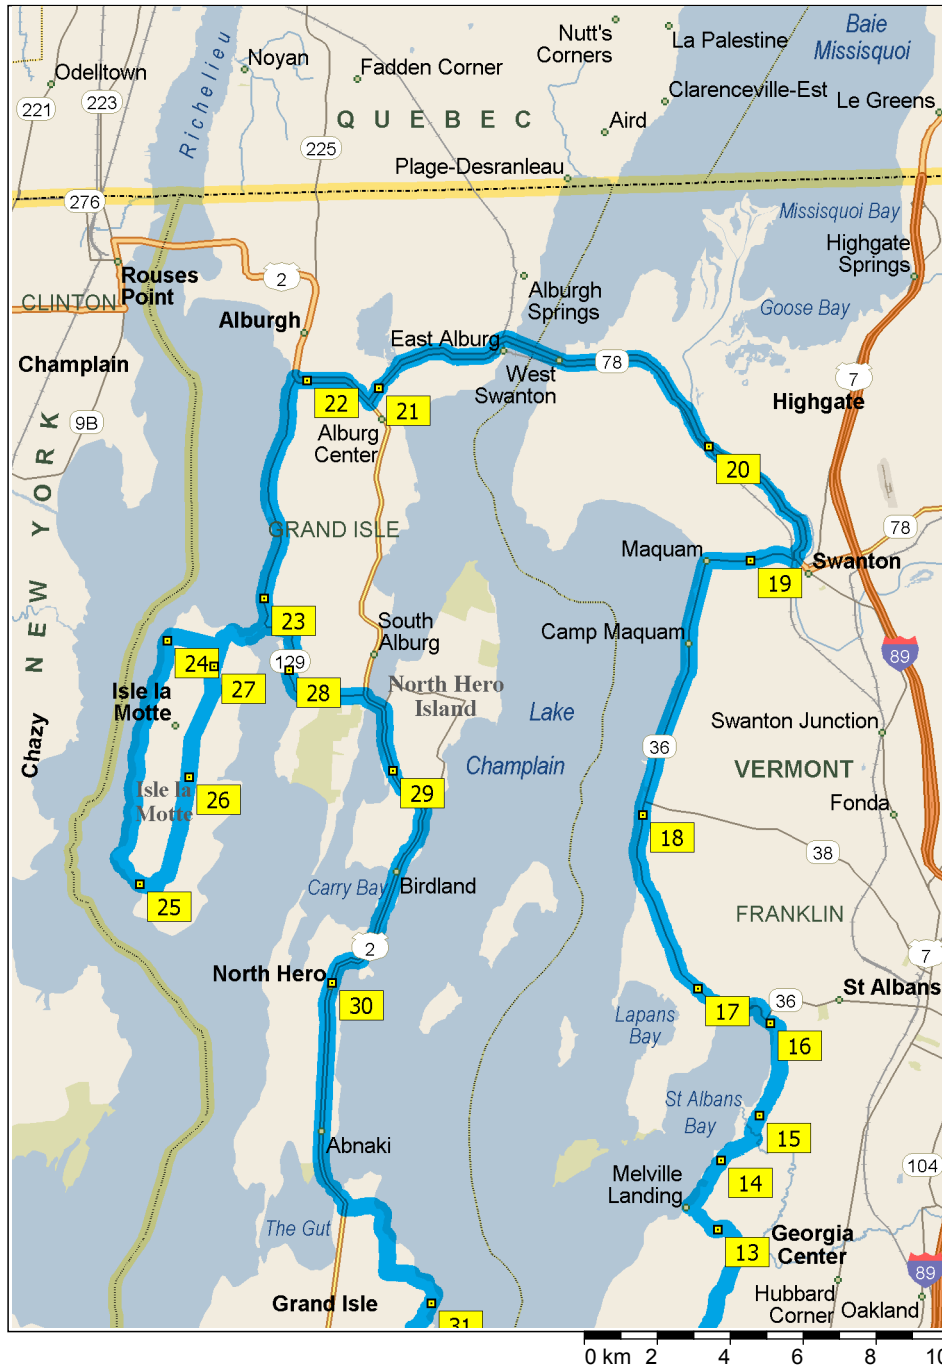 Baie
Missisquoi
Nutt's
Corners
La Palestine
Richelieu
Noyan
Odelltown
Fadden Corner
Clarenceville-Est
Le Greens
221
223
QUEBEC
Aird
225
Plage-Desranleau
276
Missisquoi Bay
Highgate
Springs
Rouses
Point
2
Alburgh
Springs
CLINTON
Goose Bay
Alburgh
East Alburg
Champlain
78
West
Swanton
7
Highgate
22
21
9B
Alburg
Center
20
NEW YORK
GRAND ISLE
78
Maquam
Swanton
19
23
South
Alburg
Camp Maquam
89
24
129
27
28
Isle la
Motte
North Hero
Island
Lake
Swanton Junction
Chazy
36
Champlain
VERMONT
26
Isle la
Motte
29
Fonda
18
38
Carry Bay
Birdland
25
FRANKLIN
2
7
North Hero
St Albans
30
17
36
Lapans
Bay
16
St Albans
Bay
15
Abnaki
Melville
Landing
14
104
The Gut
13
Georgia
Center
89
Grand Isle
Hubbard
Corner
Oakland
31
0 km 2 4 6 8 10